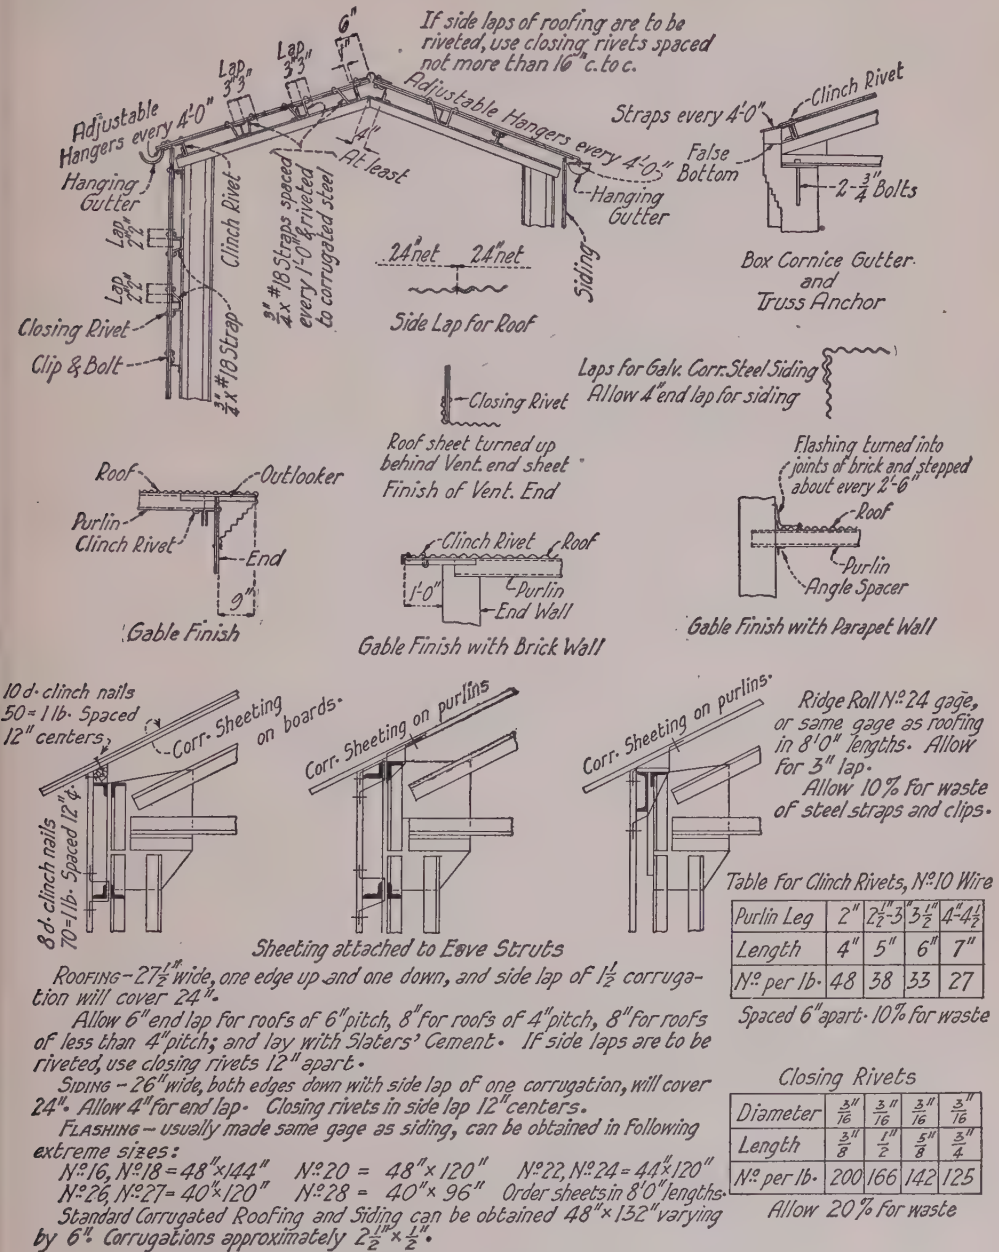 If side laps of roofing are to be
riveted, use closing rivets spaced
not more than 16" c. to c.
6"
1"
Lap
3"3"
Lap
3"3"
Adjustable
Hangers every 4'-0"
Hanging
Gutter
Adjustable Hangers every 4'-0"
Hanging
Gutter
4"
At least
Clinch Rivet
3/4" x #18 Straps spaced
every 1'-0" & riveted
to corrugated steel
Lap
2"2"
Lap
2"2"
Closing Rivet
Clip & Bolt
3/4" x #18 Strap
Siding
24" net 24" net
Side Lap for Roof
Straps every 4'-0"
Clinch Rivet
False
Bottom
2-3/4" Bolts
Box Cornice Gutter
and
Truss Anchor
Closing Rivet
Roof sheet turned up
behind Vent. end sheet
Finish of Vent. End
Laps for Galv. Corr. Steel Siding
Allow 4" end lap for siding
Roof
Outlooker
Purlin
Clinch Rivet
End
9"
Gable Finish
Clinch Rivet
Roof
1'-0"
Purlin
End Wall
Gable Finish with Brick Wall
Flashing turned into
joints of brick and stepped
about every 2'-6"
Roof
Purlin
Angle Spacer
Gable Finish with Parapet Wall
10 d. clinch nails
50 = 1 lb. Spaced
12" centers
Corr. Sheeting
on boards.
8 d. clinch nails
70 = 1 lb. Spaced 12" ¢.
Corr. Sheeting on purlins
Corr. Sheeting on purlins.
Sheeting attached to Eave Struts
Ridge Roll Nº 24 gage,
or same gage as roofing
in 8'0" lengths. Allow
for 3" lap.
Allow 10% for waste
of steel straps and clips.
Table for Clinch Rivets, Nº 10 Wire
Purlin Leg 2" 2½"-3" 3½" 4"-4½
Length 4" 5" 6" 7"
Nº per lb. 48 38 33 27
Spaced 6" apart. 10% for waste
ROOFING - 27½" wide, one edge up and one down, and side lap of 1½ corruga-
tion will cover 24".
Allow 6" end lap for roofs of 6" pitch, 8" for roofs of 4" pitch, 8" for roofs
of less than 4" pitch; and lay with Slaters' Cement. If side laps are to be
riveted, use closing rivets 12" apart.
SIDING - 26" wide, both edges down with side lap of one corrugation, will cover
24". Allow 4" for end lap. Closing rivets in side lap 12" centers.
FLASHING - usually made same gage as siding, can be obtained in following
extreme sizes:
Nº 16, Nº 18 = 48" x 144" Nº 20 = 48" x 120" Nº 22, Nº 24 = 44" x 120"
Nº 26, Nº 27 = 40" x 120" Nº 28 = 40" x 96" Order sheets in 8'0" lengths.
Standard Corrugated Roofing and Siding can be obtained 48" x 132" varying
by 6". Corrugations approximately 2½" x ½".
Closing Rivets
Diameter 3/16" 3/16" 3/16" 3/16"
Length 3/8" 1/2" 5/8" 3/4"
Nº per lb. 200 166 142 125
Allow 20% for waste